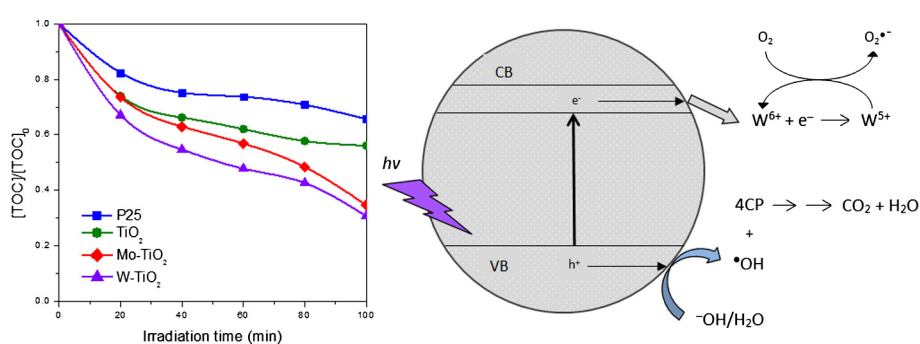 [TOC]/[TOC]₀
1.0
0.8
0.6
0.4
0.2
0.0
P25
TiO₂
Mo-TiO₂
W-TiO₂
0 20 40 60 80 100
Irradiation time (min)
hν
CB
e⁻
VB
h⁺
O₂ O₂•⁻
W⁶⁺ + e⁻ → W⁵⁺
4CP → → CO₂ + H₂O
+
•OH
⁻OH/H₂O